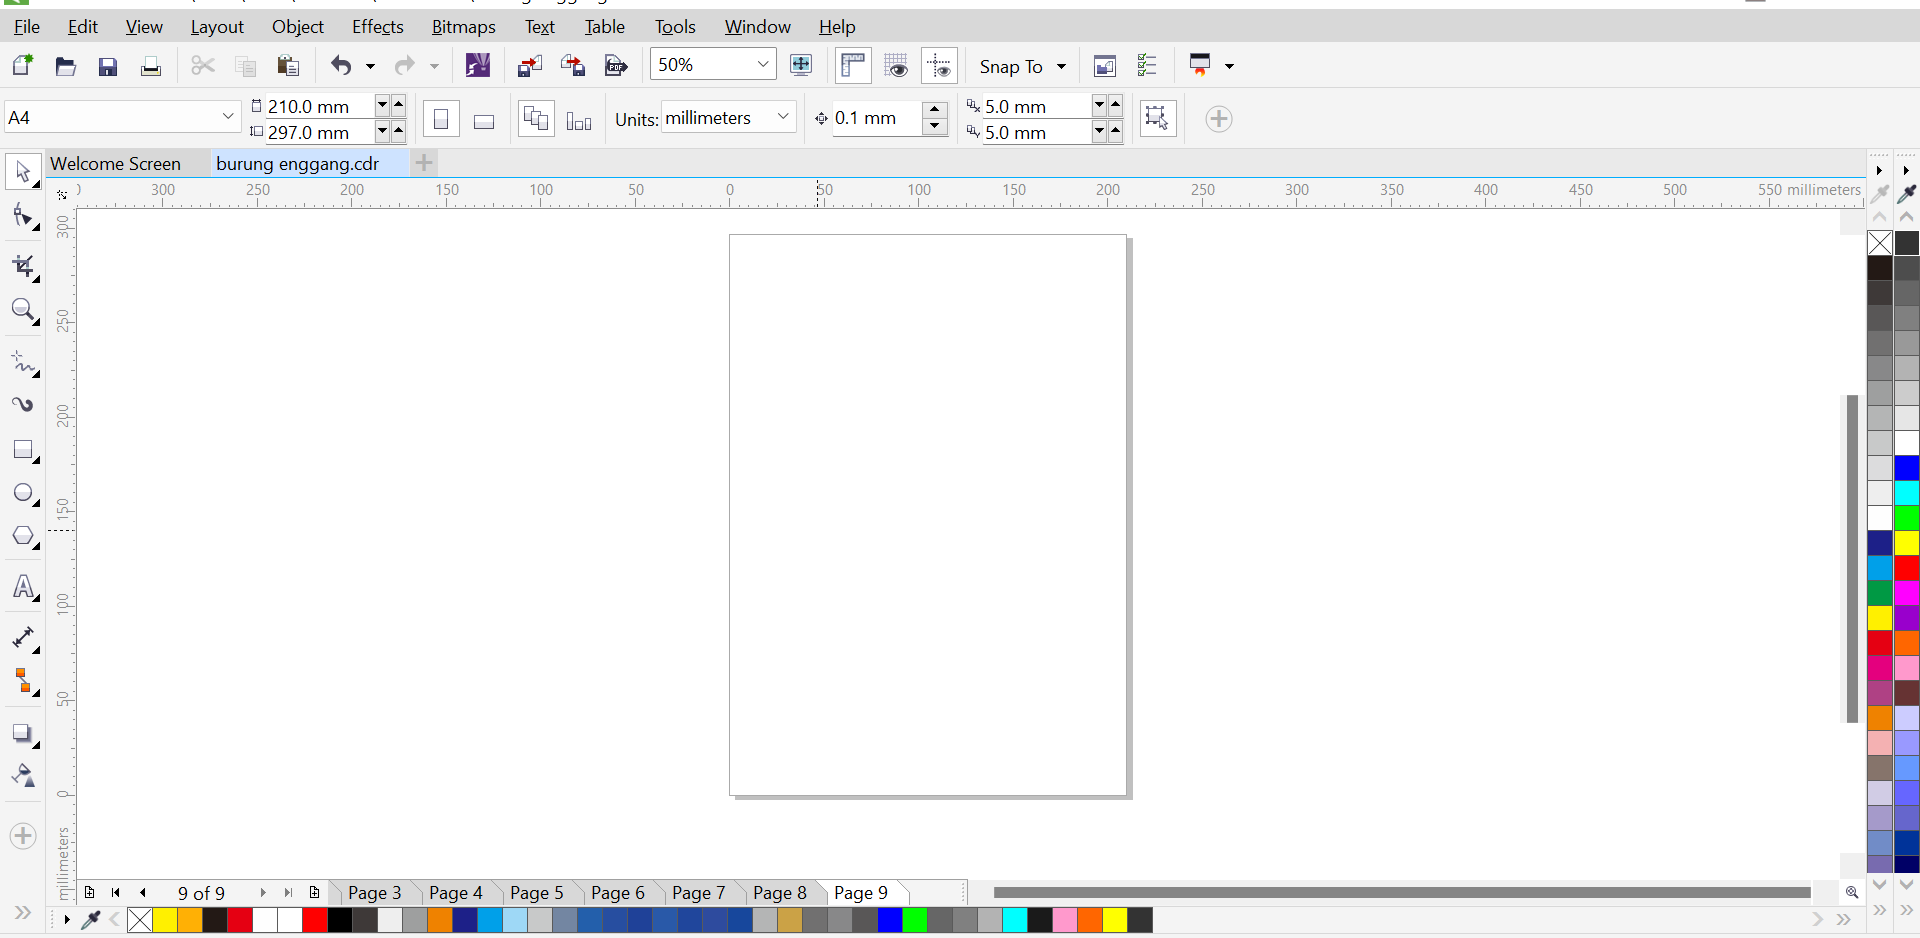 File Edit View Layout Object Effects Bitmaps Text Table Tools Window Help
PDF 50% Snap To
A4 210.0 mm 297.0 mm Units: millimeters 0.1 mm 5.0 mm 5.0 mm
Welcome Screen burung enggang.cdr
300 250 200 150 100 50 0 50 100 150 200 250 300 350 400 450 500 550 millimeters
300
250
200
150
100
50
0
millimeters
9 of 9 Page 3 Page 4 Page 5 Page 6 Page 7 Page 8 Page 9